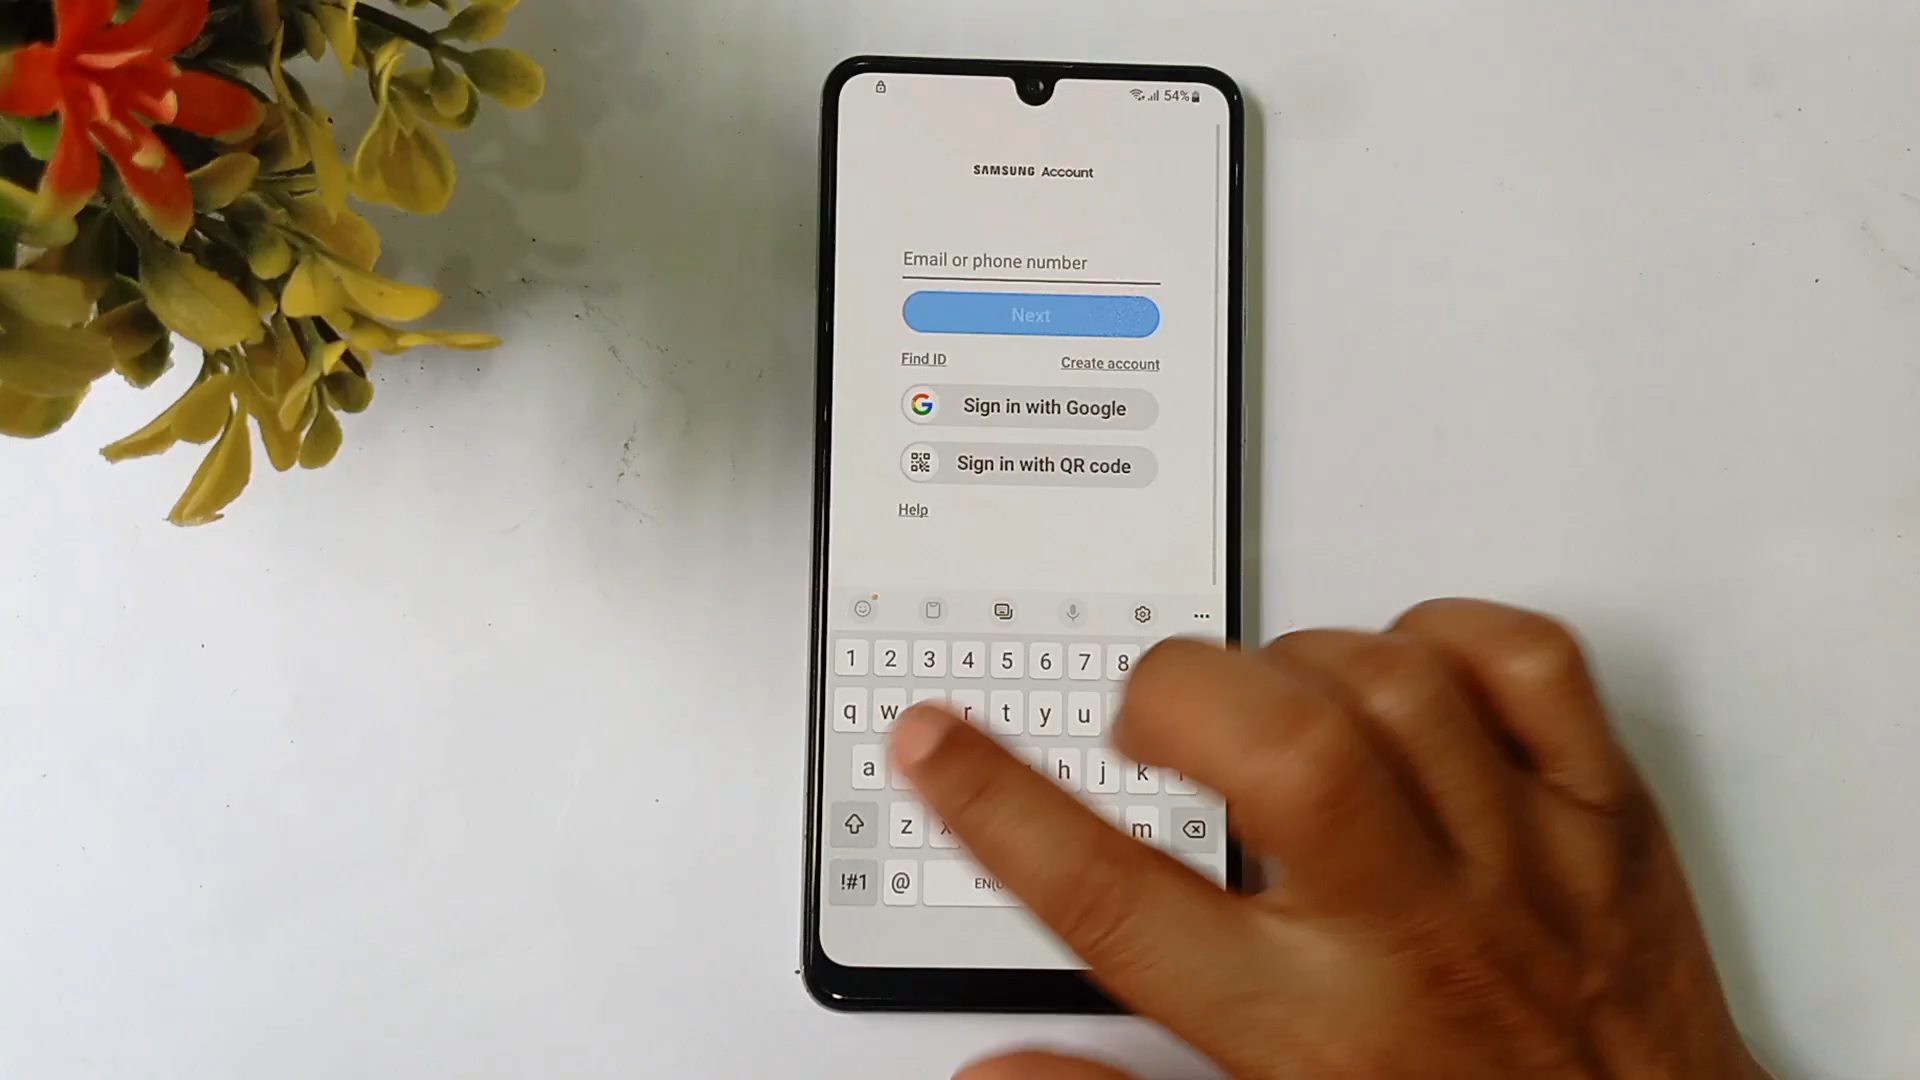 54%
SAMSUNG Account
Email or phone number
Next
Find ID
Create account
Sign in with Google
Sign in with QR code
Help
1 2 3 4 5 6 7 8
q w r t y u
a h j k
z x m
!#1 @